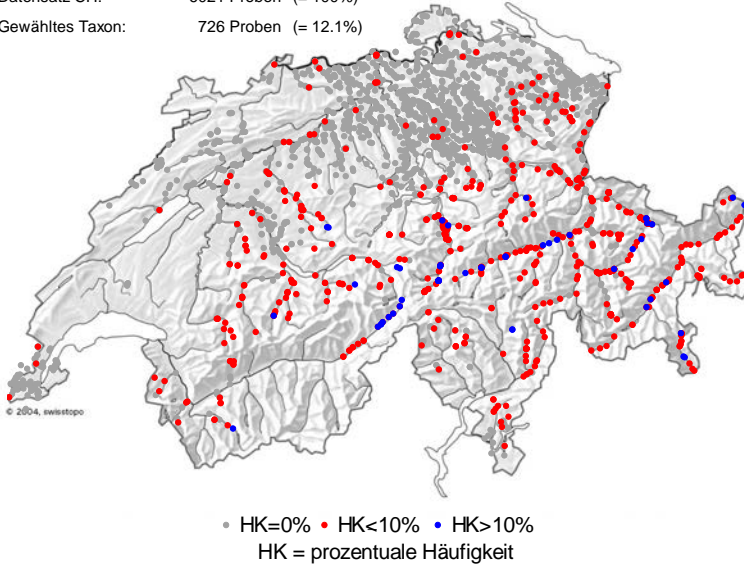 Gewähltes Taxon: 726 Proben (= 12.1%)
© 2004, swisstopo
HK=0% HK<10% HK>10%
HK = prozentuale Häufigkeit